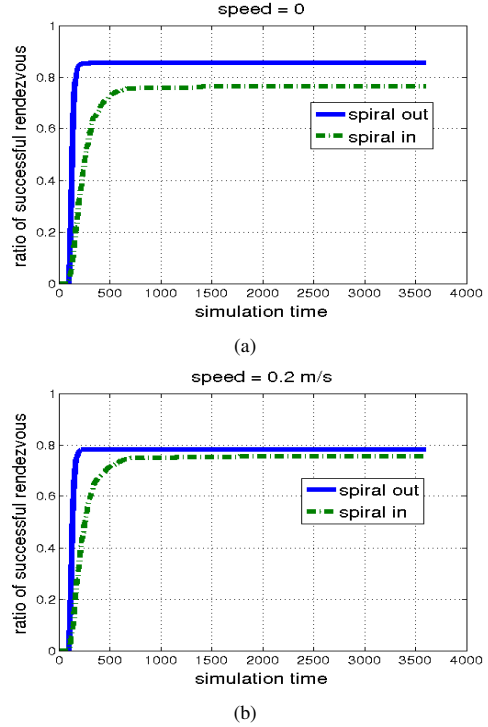 speed = 0
ratio of successful rendezvous
1
0.8
0.6
0.4
0.2
0
spiral out
spiral in
0 500 1000 1500 2000 2500 3000 3500 4000
simulation time
(a)
speed = 0.2 m/s
ratio of successful rendezvous
1
0.8
0.6
0.4
0.2
0
spiral out
spiral in
0 500 1000 1500 2000 2500 3000 3500 4000
simulation time
(b)